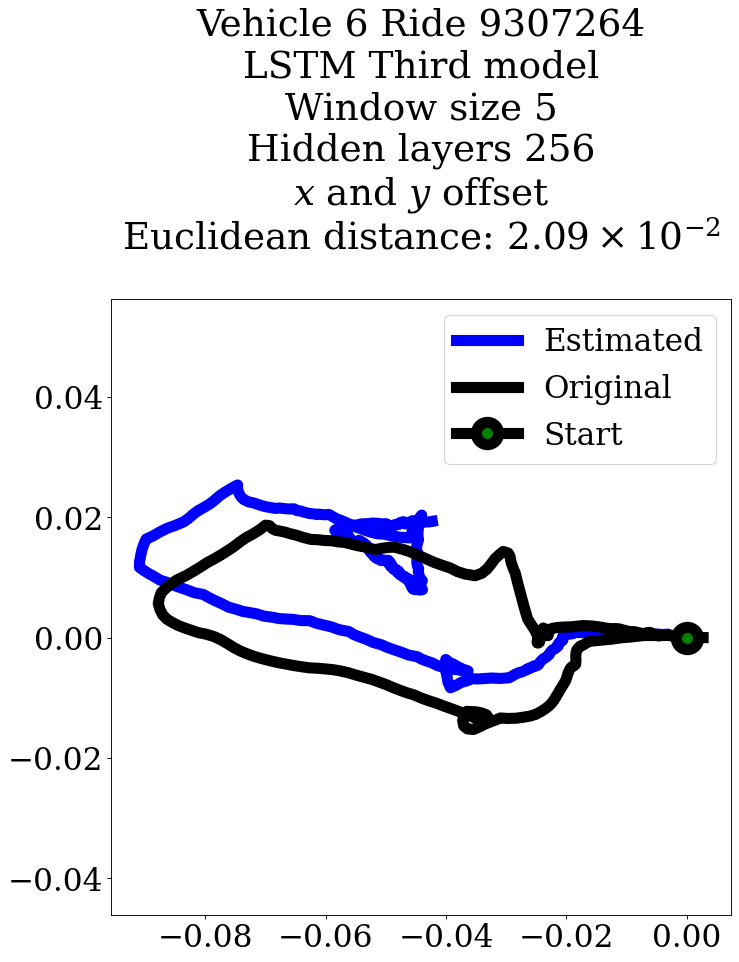 Vehicle 6 Ride 9307264
LSTM Third model
Window size 5
Hidden layers 256
x and y offset
Euclidean distance: 2.09 × 10⁻²
Estimated
Original
Start
0.04
0.02
0.00
−0.02
−0.04
−0.08 −0.06 −0.04 −0.02 0.00